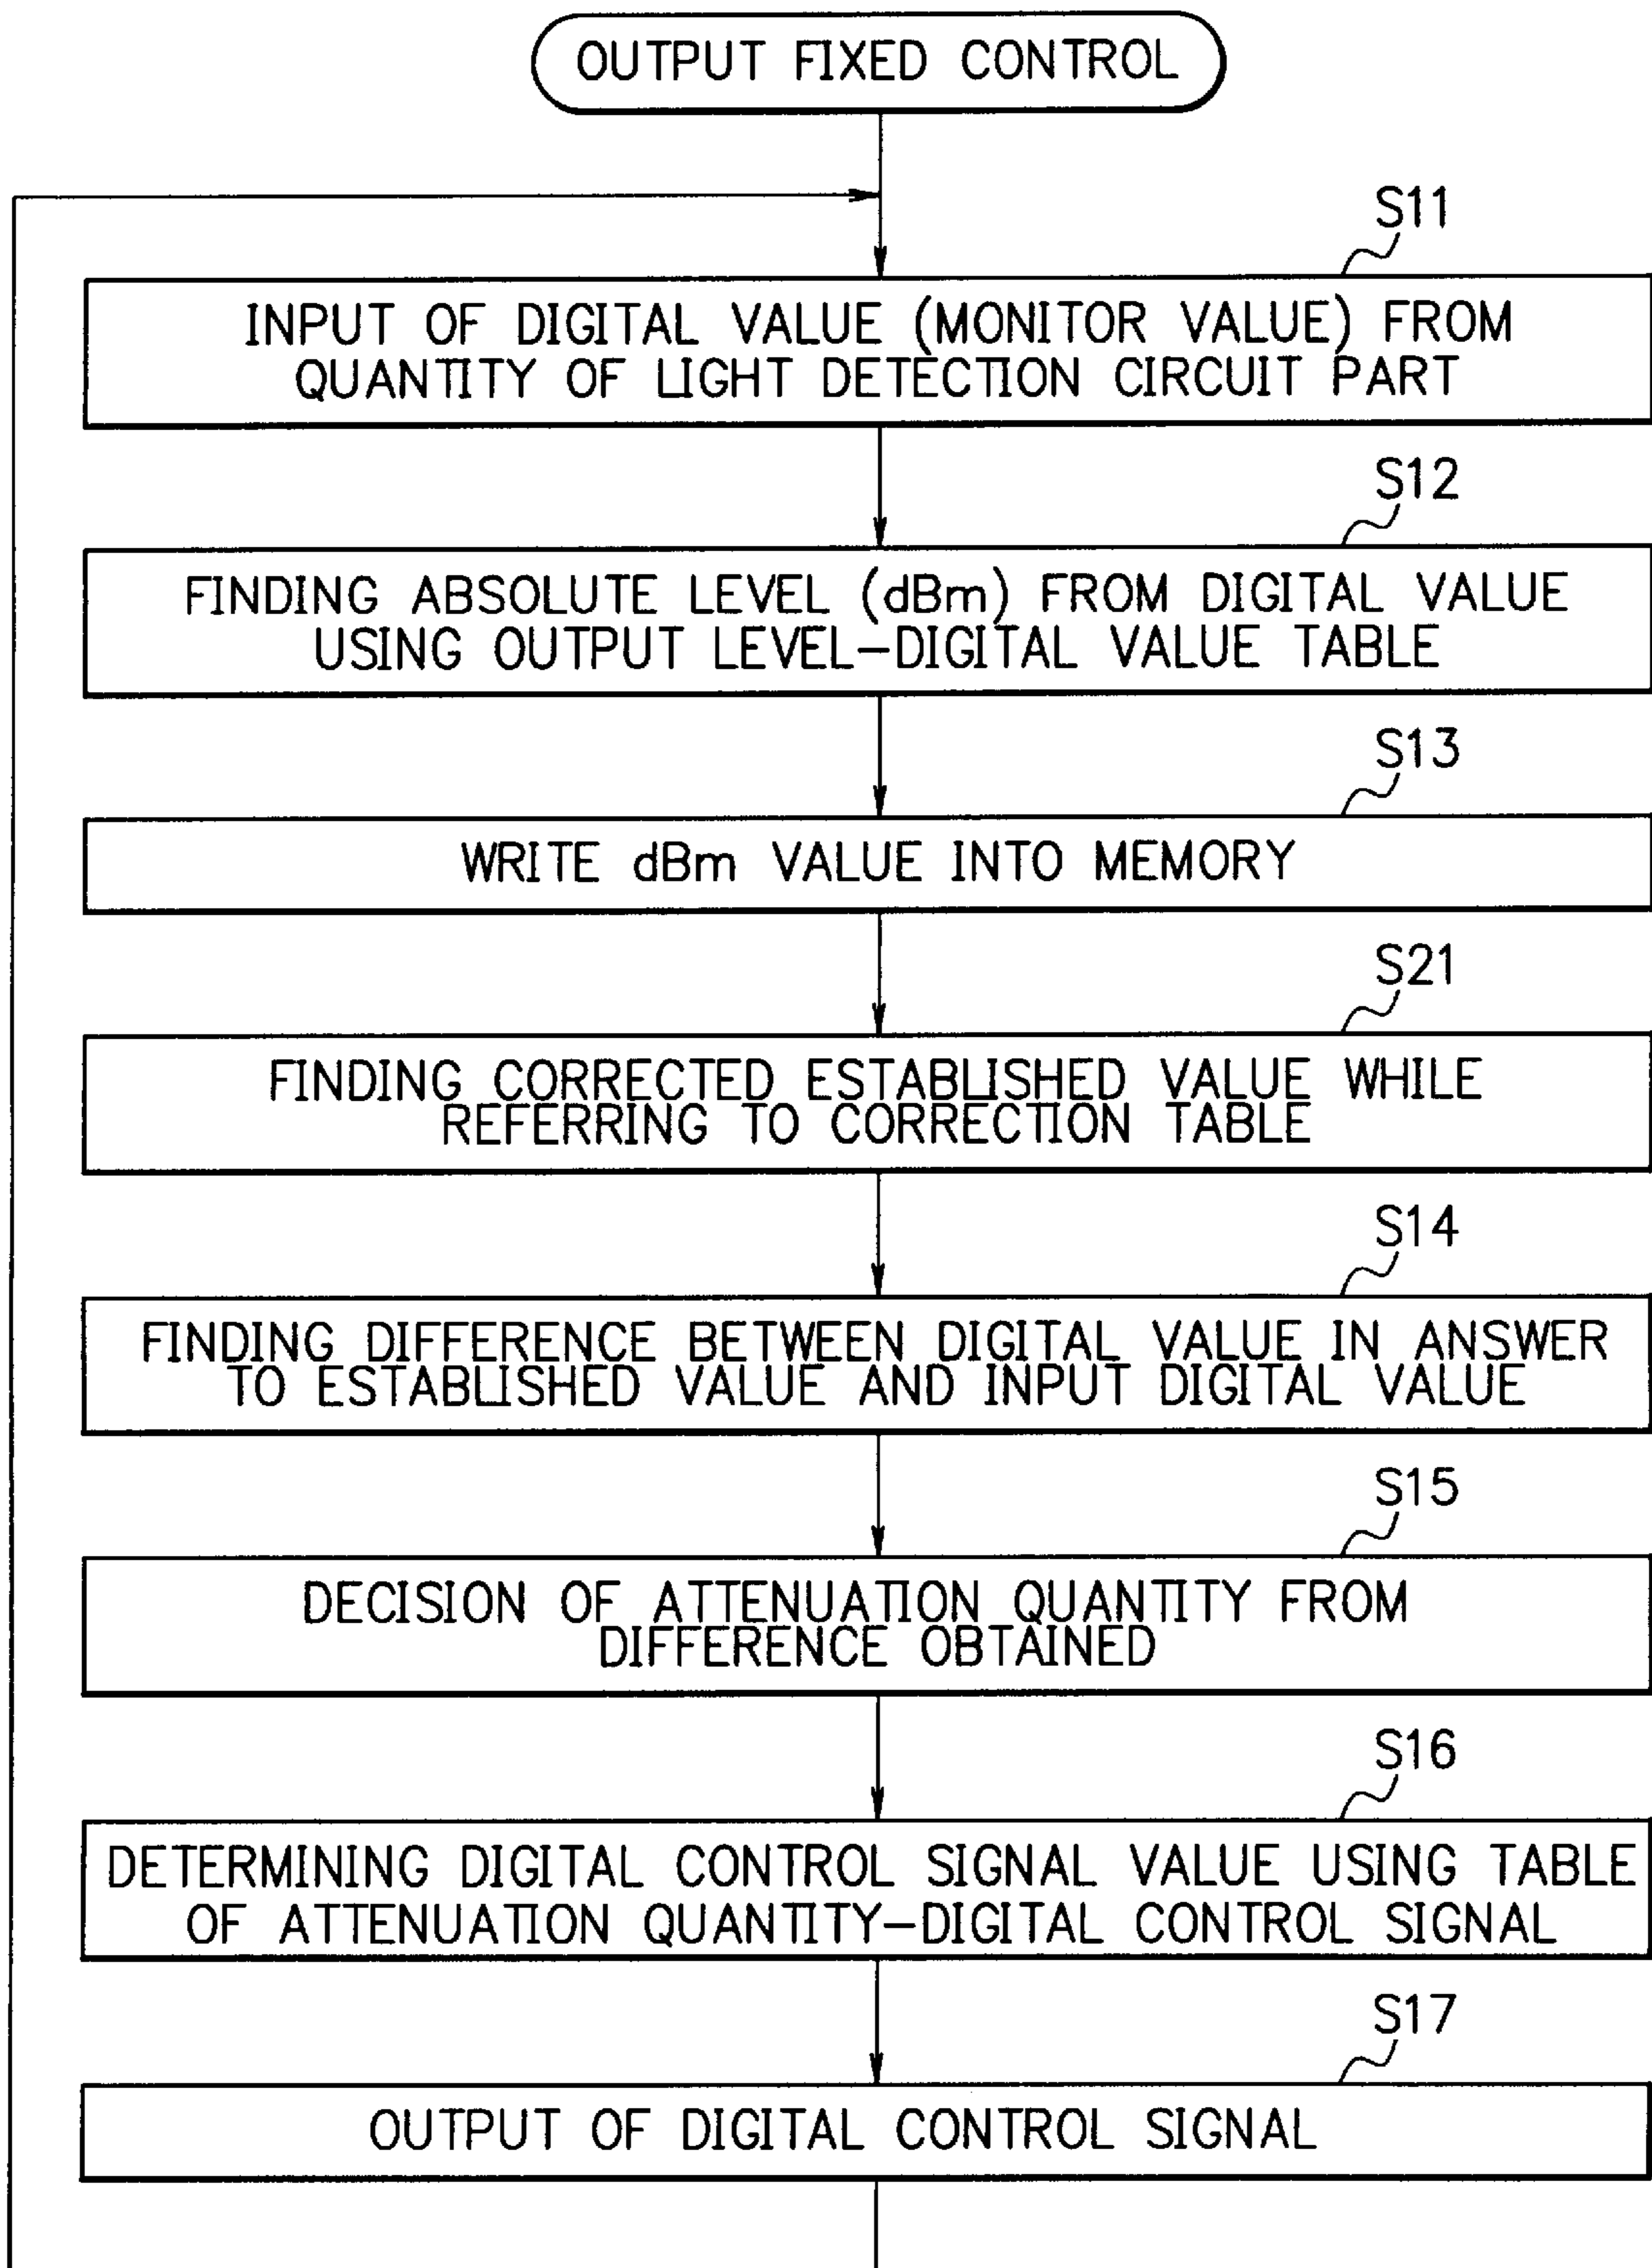 OUTPUT FIXED CONTROL
S11
INPUT OF DIGITAL VALUE (MONITOR VALUE) FROM
QUANTITY OF LIGHT DETECTION CIRCUIT PART
S12
FINDING ABSOLUTE LEVEL (dBm) FROM DIGITAL VALUE
USING OUTPUT LEVEL-DIGITAL VALUE TABLE
S13
WRITE dBm VALUE INTO MEMORY
S21
FINDING CORRECTED ESTABLISHED VALUE WHILE
REFERRING TO CORRECTION TABLE
S14
FINDING DIFFERENCE BETWEEN DIGITAL VALUE IN ANSWER
TO ESTABLISHED VALUE AND INPUT DIGITAL VALUE
S15
DECISION OF ATTENUATION QUANTITY FROM
DIFFERENCE OBTAINED
S16
DETERMINING DIGITAL CONTROL SIGNAL VALUE USING TABLE
OF ATTENUATION QUANTITY-DIGITAL CONTROL SIGNAL
S17
OUTPUT OF DIGITAL CONTROL SIGNAL